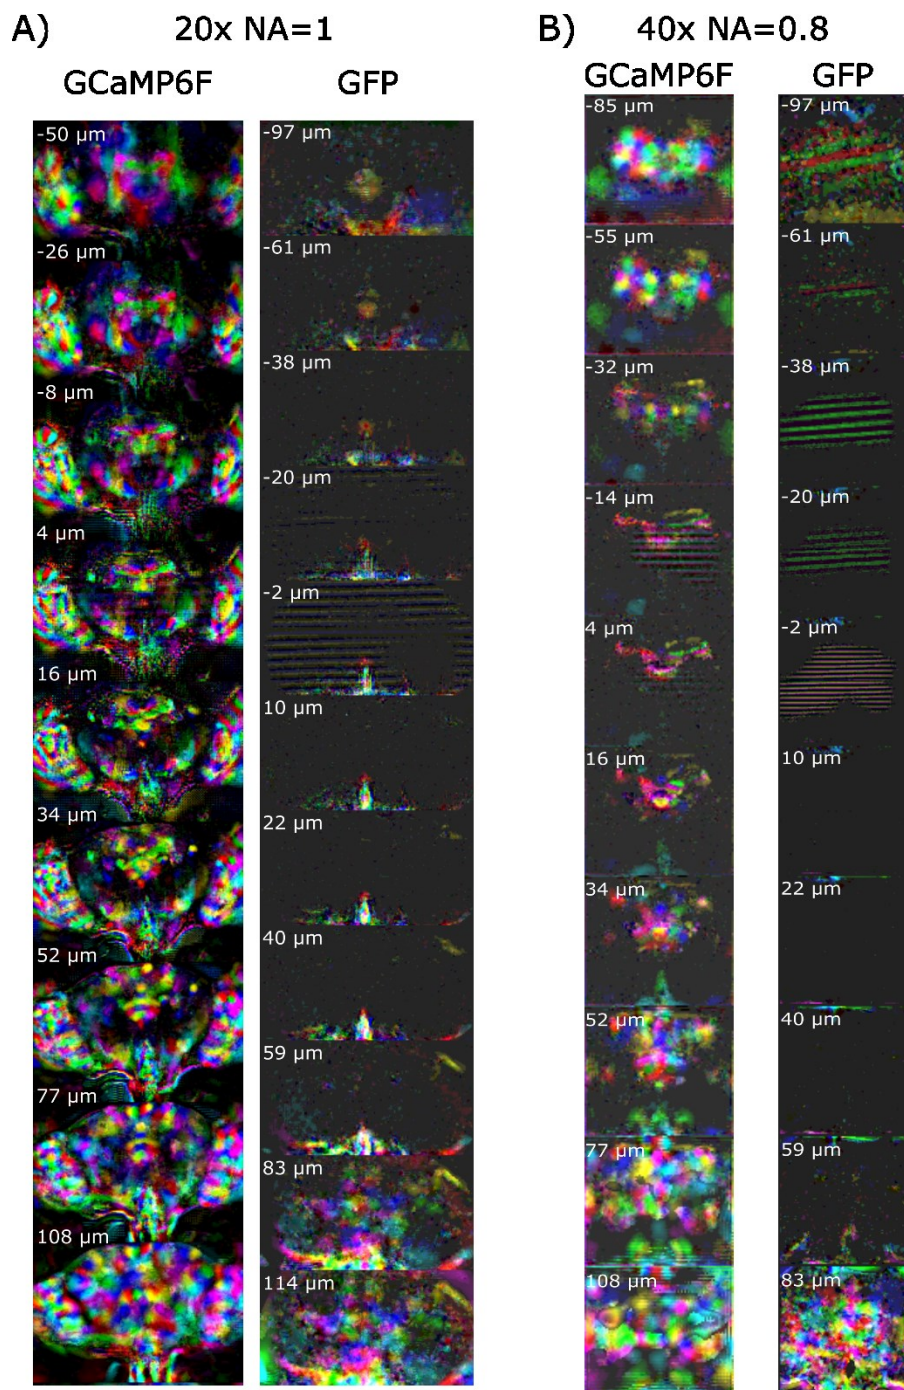 A) 20x NA=1
GCaMP6F GFP
-50 µm
-26 µm
-8 µm
4 µm
16 µm
34 µm
52 µm
77 µm
108 µm
-97 µm
-61 µm
-38 µm
-20 µm
-2 µm
10 µm
22 µm
40 µm
59 µm
83 µm
114 µm
B) 40x NA=0.8
GCaMP6F GFP
-85 µm
-55 µm
-32 µm
-14 µm
4 µm
16 µm
34 µm
52 µm
77 µm
108 µm
-97 µm
-61 µm
-38 µm
-20 µm
-2 µm
10 µm
22 µm
40 µm
59 µm
83 µm